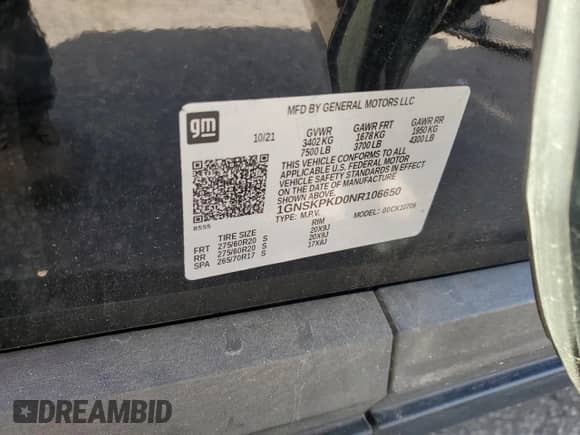 MFD BY GENERAL MOTORS LLC
gm
10/21 GVWR GAWR FRT GAWR RR
3402 KG 1678 KG 1950 KG
7500 LB 3700 LB 4300 LB
THIS VEHICLE CONFORMS TO ALL
APPLICABLE U.S. FEDERAL MOTOR
VEHICLE SAFETY STANDARDS IN EFFECT
ON THE DATE OF MANUFACTURE
SHOWN ABOVE.
1GNSKPKD0NR106650
TYPE: M.P.V. MODEL:
8555
TIRE SIZE RIM
FRT 275/60R20 S 20X9J
RR 275/60R20 S 20X9J
SPA 265/70R17 S 17X8J
DREAMBID